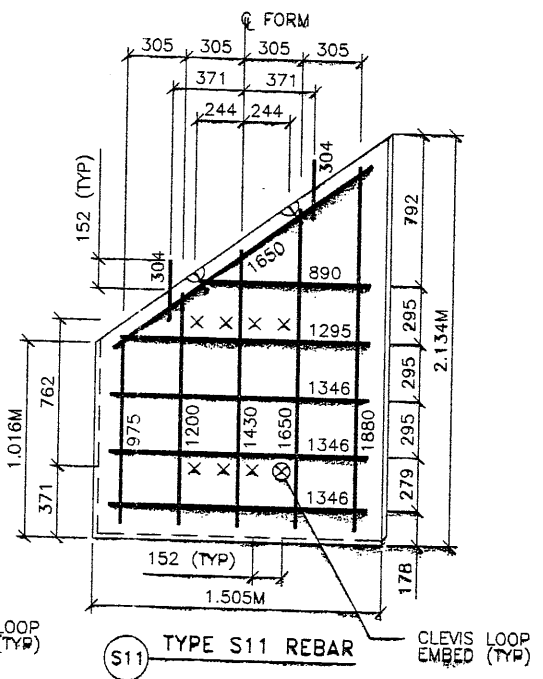 ℄ FORM
305 305 305 305
371 371
244 244
152 (TYP)
304
304
1650
792
890
1295
295
2.134M
295
1346
1.016M
762
975
1200
1430
1650
1880
295
1346
371
279
1346
152 (TYP)
178
1.505M
LOOP
(TYP)
S11
TYPE S11 REBAR
CLEVIS LOOP
EMBED (TYP)